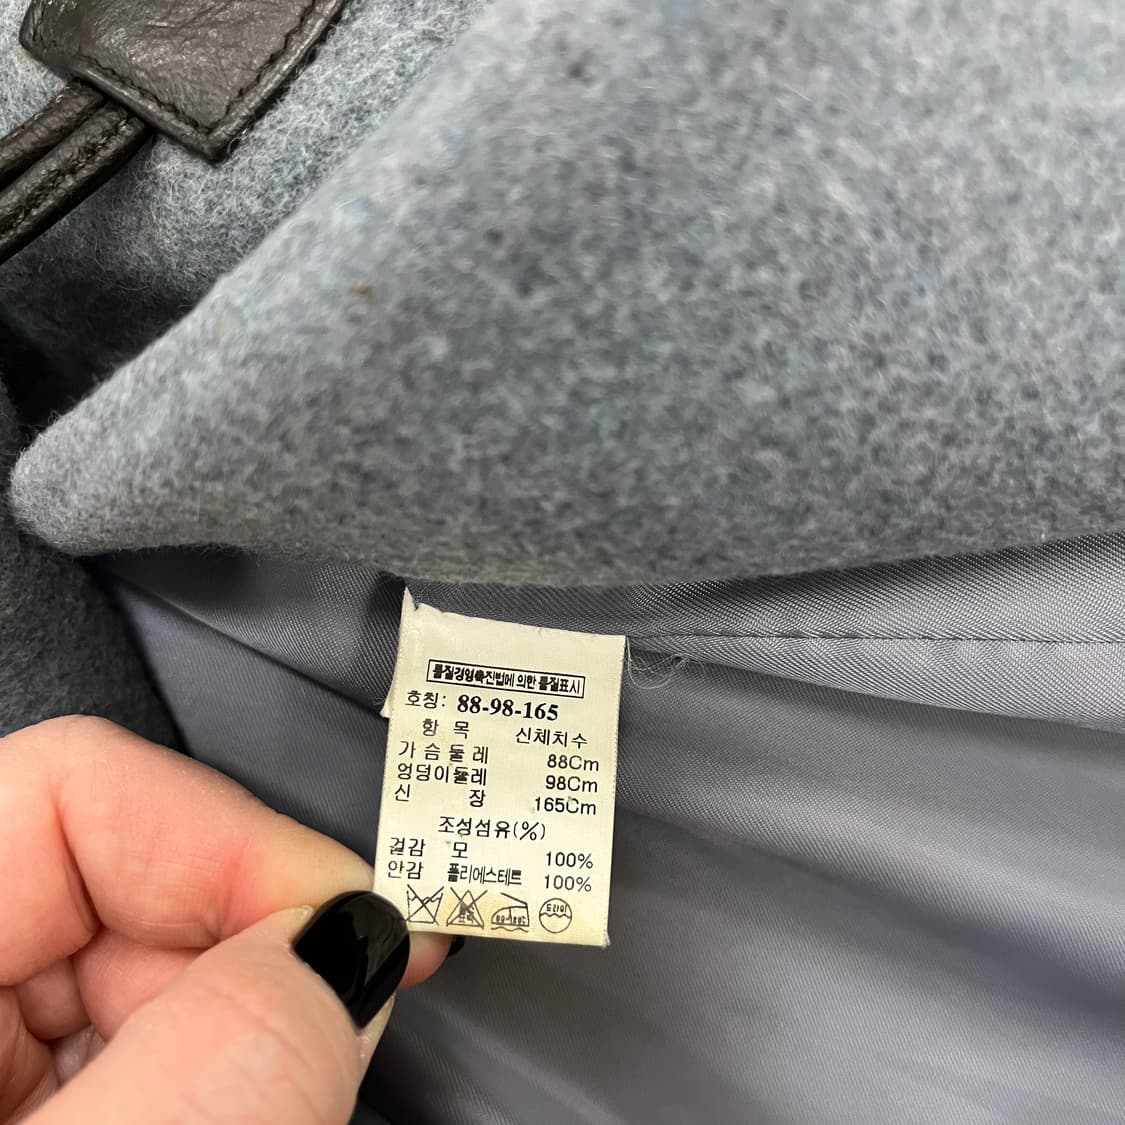 품질경영촉진법에 의한 품질표시
호칭: 88-98-165
항 목 신체치수
가 슴 둘 레 88Cm
엉덩이둘레 98Cm
신 장 165Cm
조성섬유(%)
겉감 모 100%
안감 폴리에스테르 100%
드라이